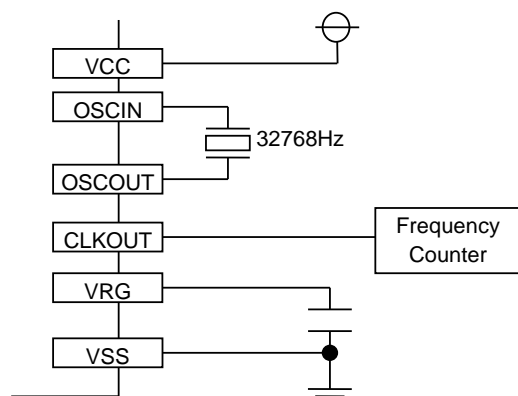 VCC
OSCIN
32768Hz
OSCOUT
CLKOUT
Frequency
Counter
VRG
VSS